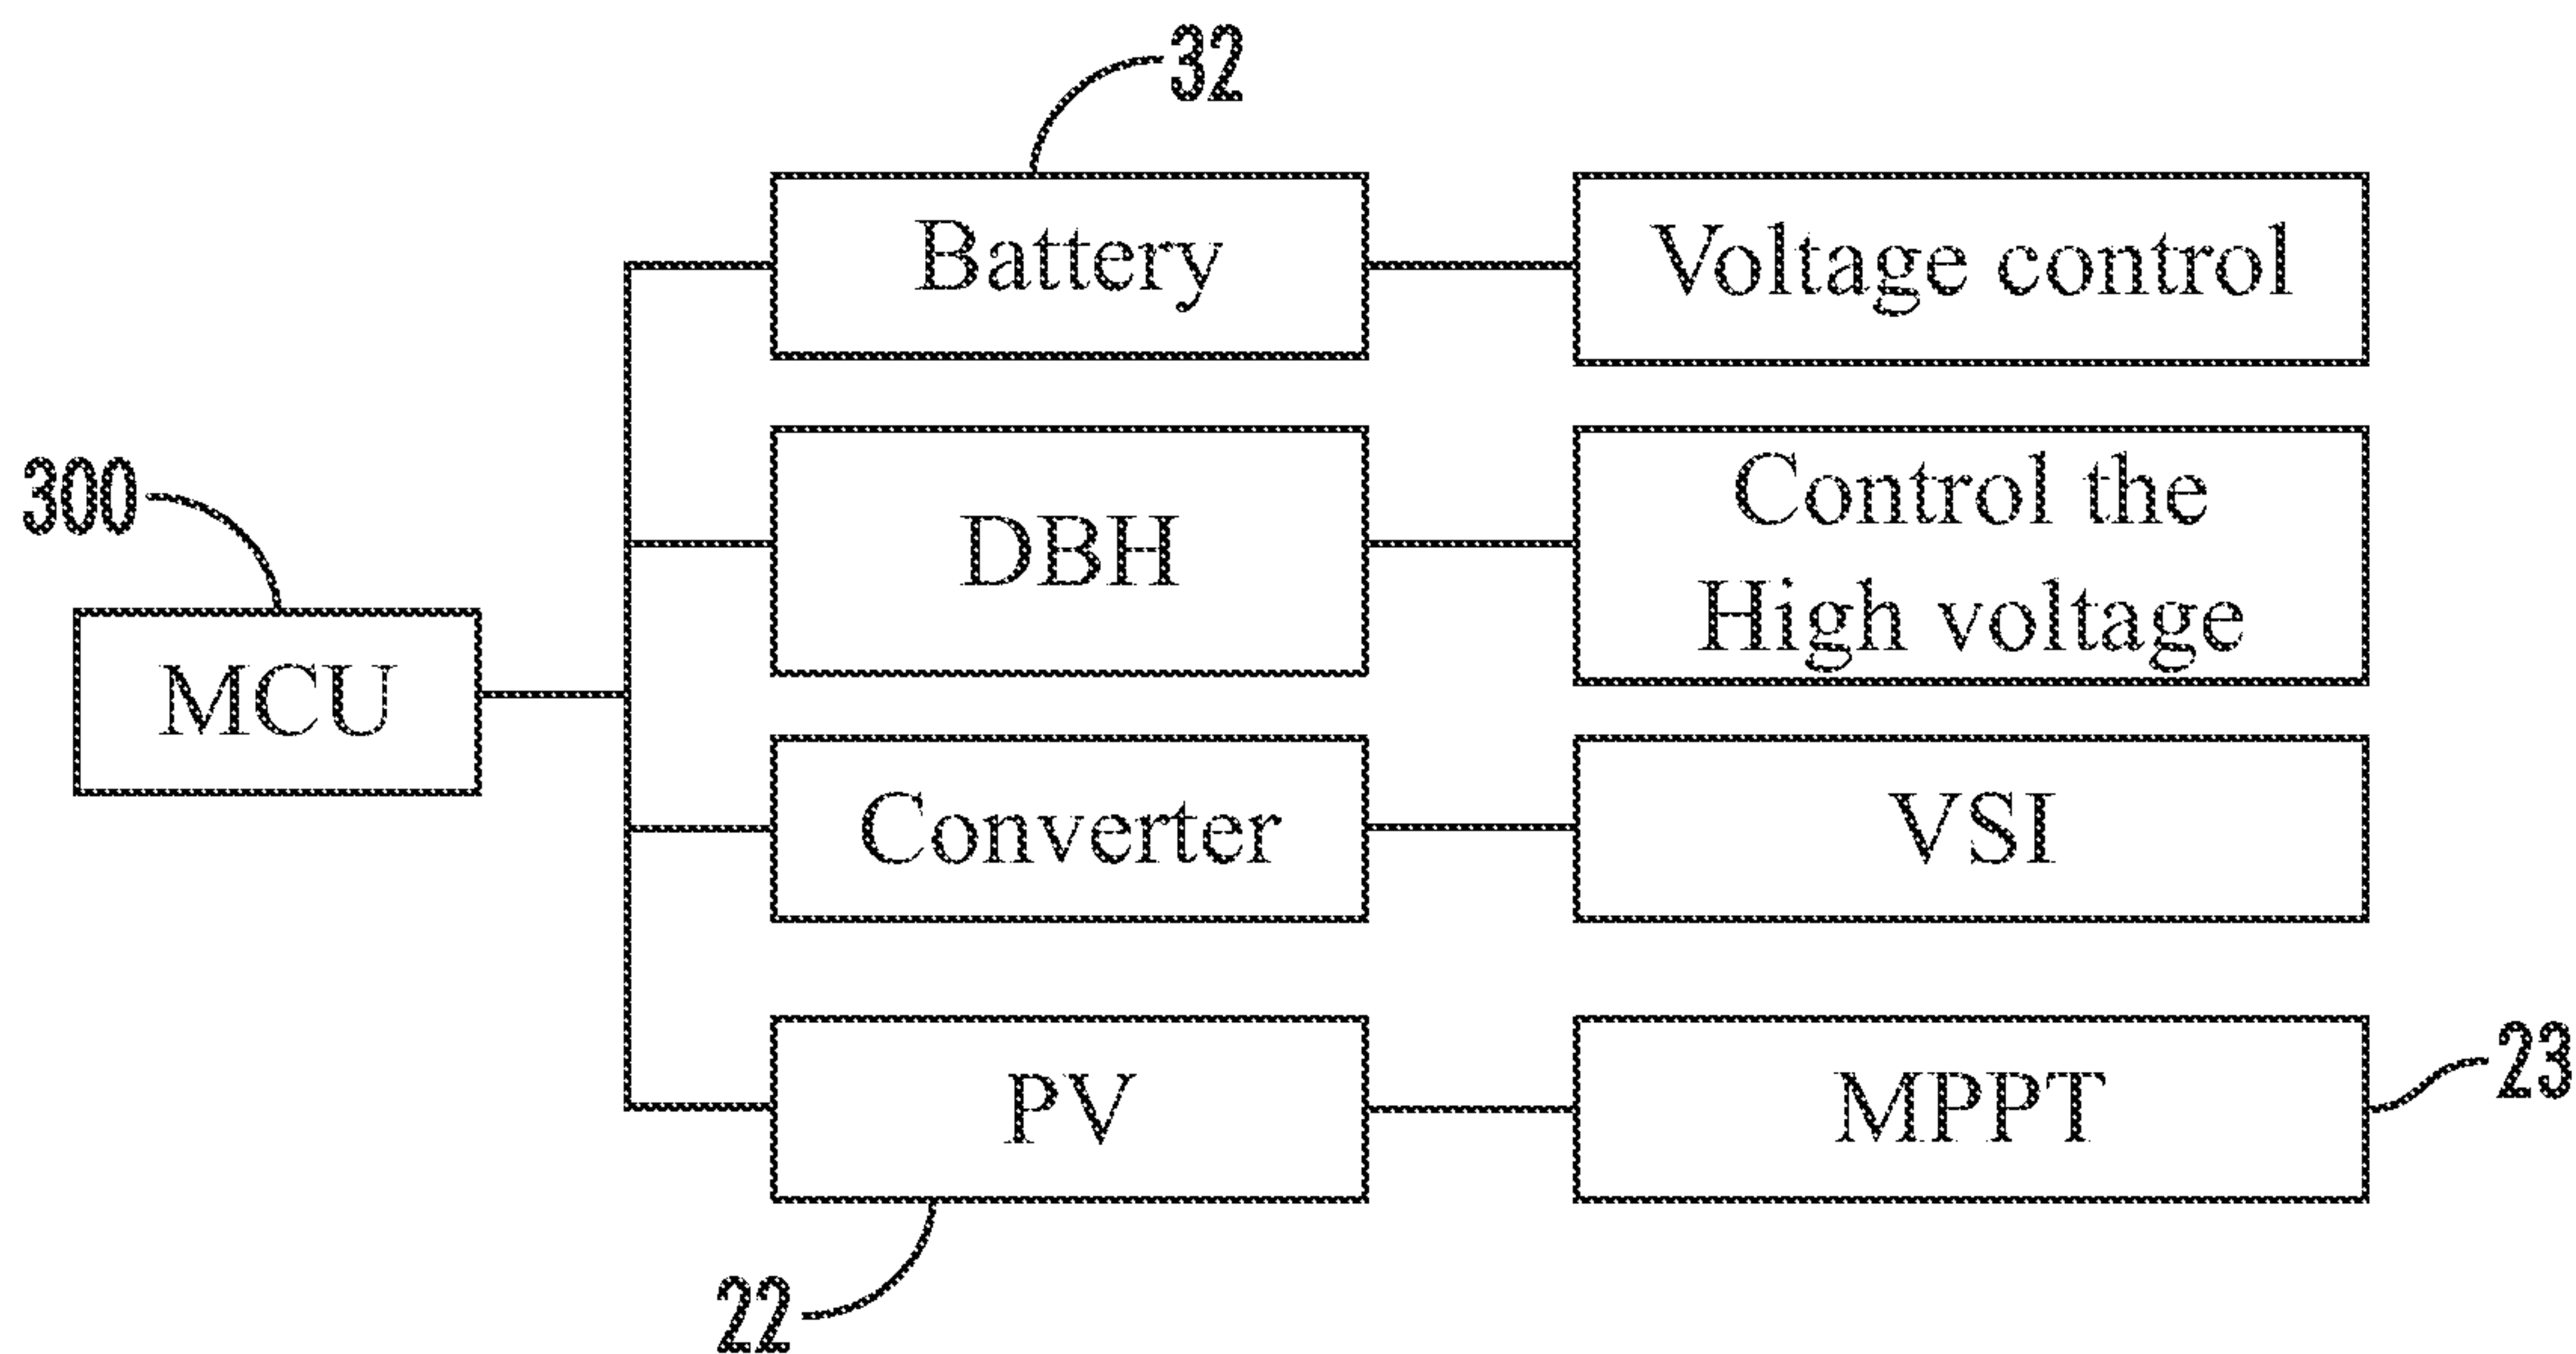 32
Battery
Voltage control
300
DBH
Control the
High voltage
MCU
Converter
VSI
PV
MPPT
23
22